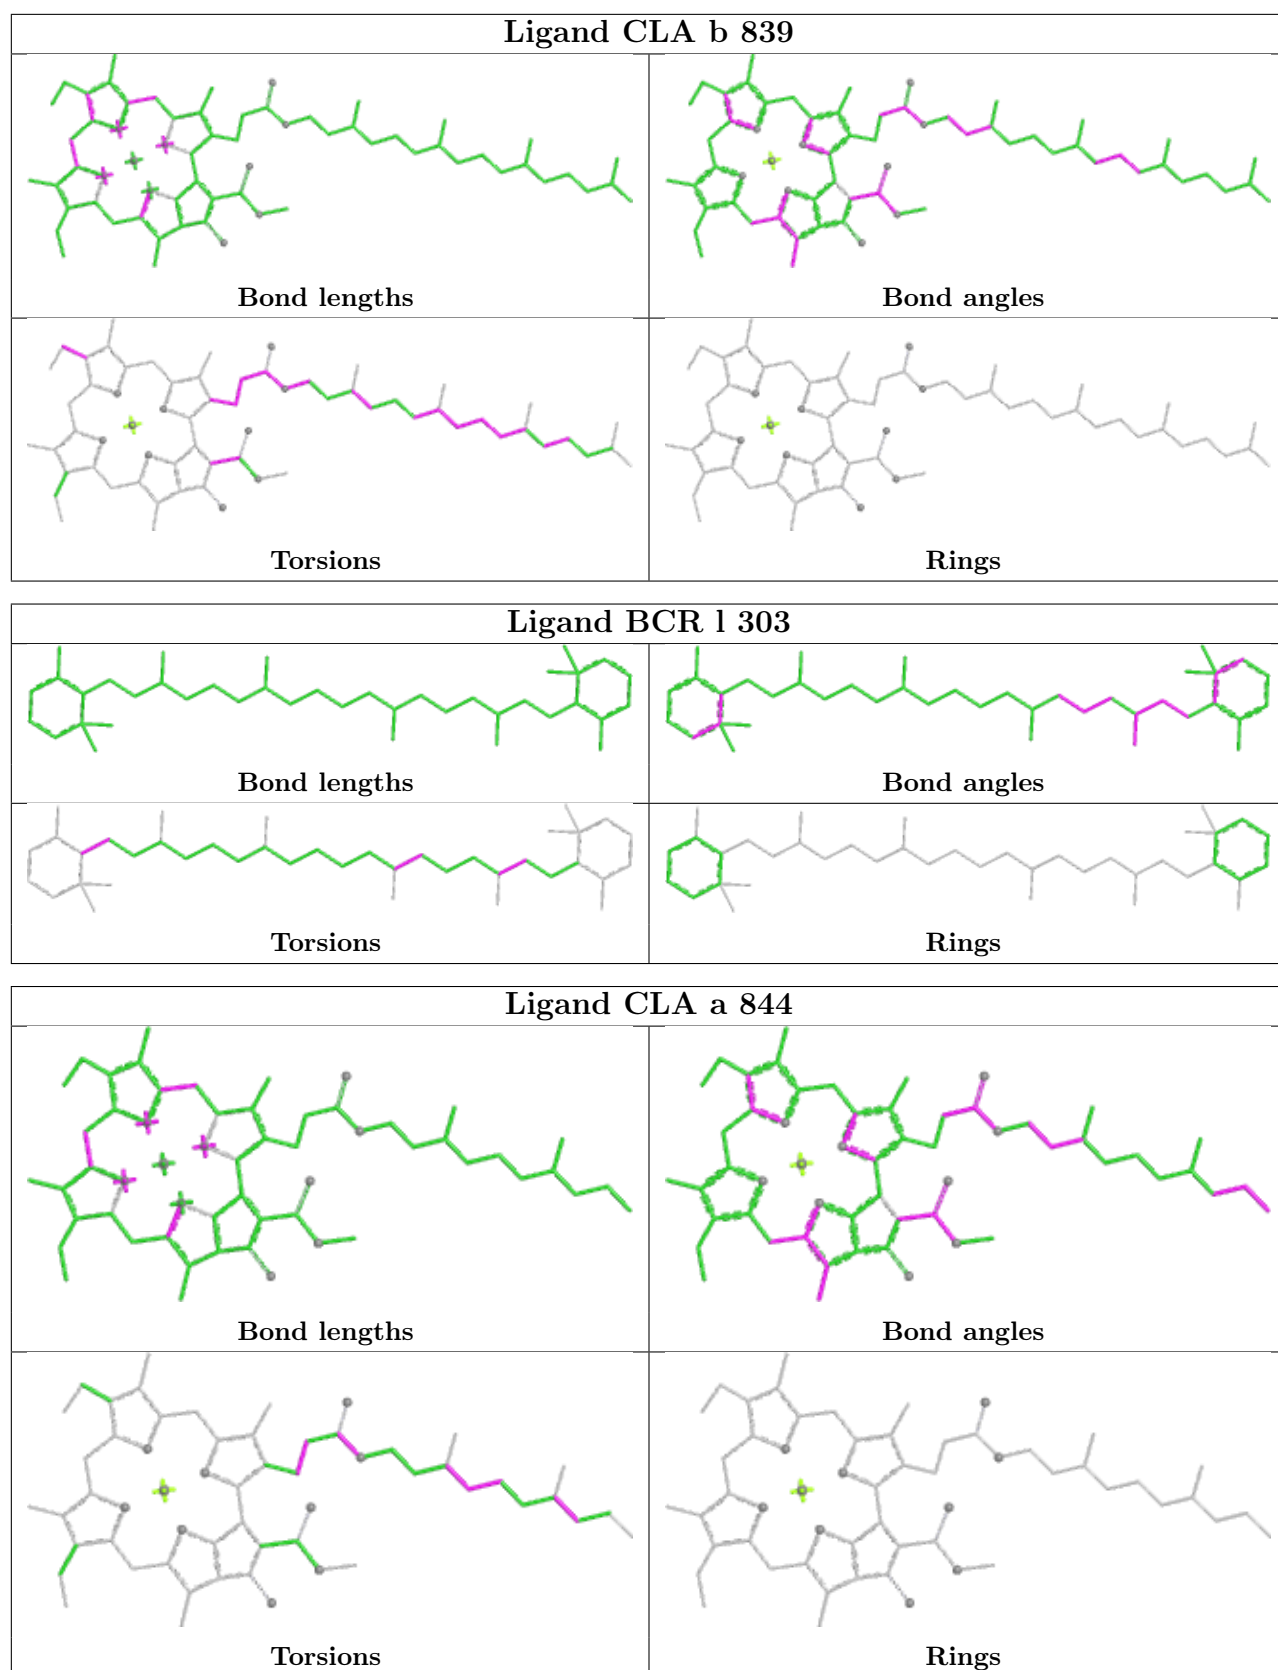 Ligand CLA b 839
Bond lengths
Bond angles
Torsions
Rings
Ligand BCR l 303
Bond lengths
Bond angles
Torsions
Rings
Ligand CLA a 844
Bond lengths
Bond angles
Torsions
Rings